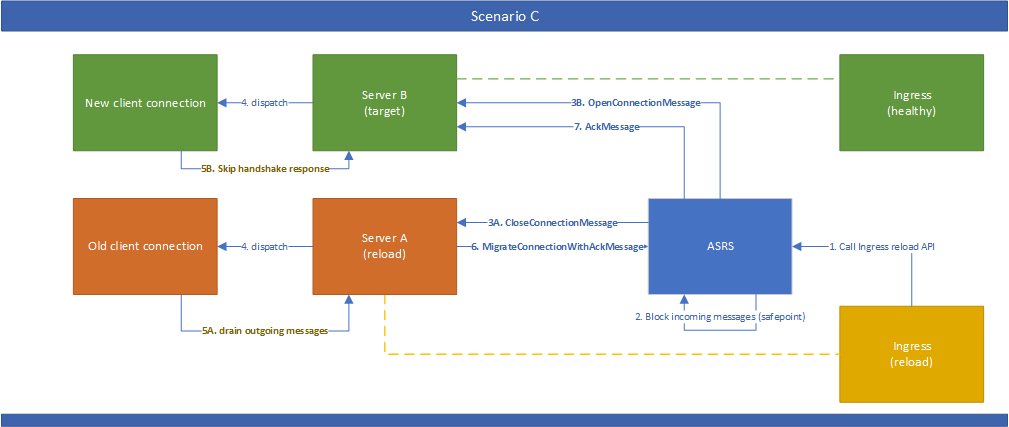 Scenario C
New client connection
4. dispatch
Server B
(target)
3B. OpenConnectionMessage
7. AckMessage
Ingress
(healthy)
5B. Skip handshake response
Old client connection
4. dispatch
Server A
(reload)
3A. CloseConnectionMessage
6. MigrateConnectionWithAckMessage
ASRS
1. Call Ingress reload API
2. Block incoming messages (safepoint)
5A. drain outgoing messages
Ingress
(reload)